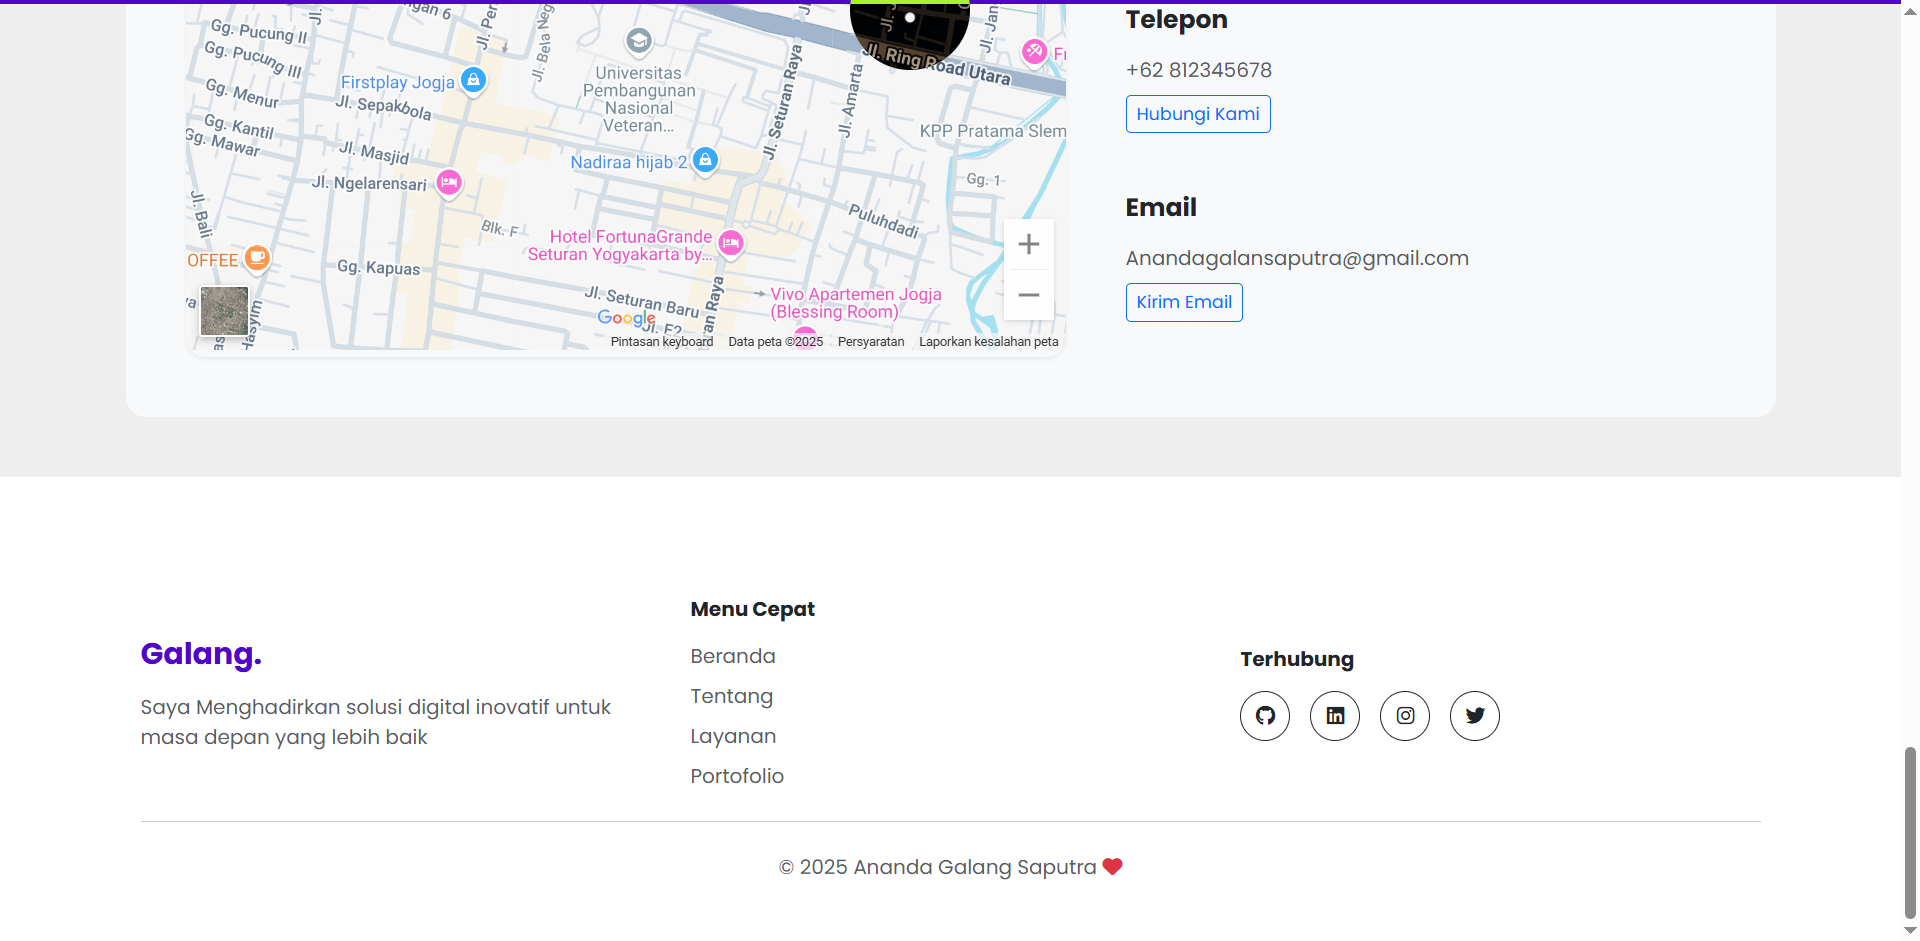 Gg. Pucung II
Gg. Pucung III
Firstplay Jogja
Gg. Menur
Jl. Sepakbola
Gg. Kantil
Gg. Mawar
Jl. Masjid
Jl. Ngelarensari
Jl. Bali
OFFEE
Gg. Kapuas
Blk. F
Universitas
Pembangunan
Nasional
Veteran...
Nadiraa hijab 2
Hotel FortunaGrande
Seturan Yogyakarta by...
Jl. Seturan Raya
Jl. Amarta
Jl. Ring Road Utara
KPP Pratama Slem
Gg. 1
Puluhdadi
Jl. Seturan Baru
Vivo Apartemen Jogja
(Blessing Room)
Google
Pintasan keyboard Data peta ©2025 Persyaratan Laporkan kesalahan peta
Telepon
+62 812345678
Hubungi Kami
Email
Anandagalansaputra@gmail.com
Kirim Email
Galang.
Saya Menghadirkan solusi digital inovatif untuk
masa depan yang lebih baik
Menu Cepat
Beranda
Tentang
Layanan
Portofolio
Terhubung
© 2025 Ananda Galang Saputra